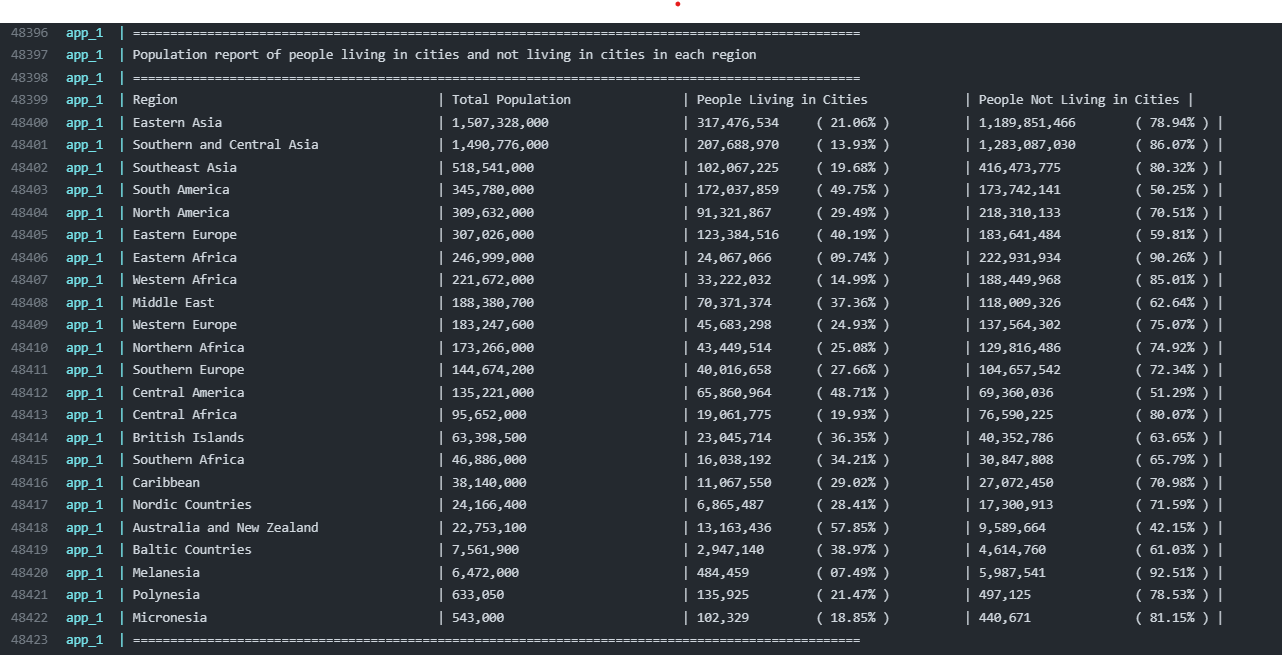 48396 app_1 | ==================================================================================================
48397 app_1 | Population report of people living in cities and not living in cities in each region
48398 app_1 | ==================================================================================================
48399 app_1 | Region | Total Population | People Living in Cities | People Not Living in Cities |
48400 app_1 | Eastern Asia | 1,507,328,000 | 317,476,534 ( 21.06% ) | 1,189,851,466 ( 78.94% ) |
48401 app_1 | Southern and Central Asia | 1,490,776,000 | 207,688,970 ( 13.93% ) | 1,283,087,030 ( 86.07% ) |
48402 app_1 | Southeast Asia | 518,541,000 | 102,067,225 ( 19.68% ) | 416,473,775 ( 80.32% ) |
48403 app_1 | South America | 345,780,000 | 172,037,859 ( 49.75% ) | 173,742,141 ( 50.25% ) |
48404 app_1 | North America | 309,632,000 | 91,321,867 ( 29.49% ) | 218,310,133 ( 70.51% ) |
48405 app_1 | Eastern Europe | 307,026,000 | 123,384,516 ( 40.19% ) | 183,641,484 ( 59.81% ) |
48406 app_1 | Eastern Africa | 246,999,000 | 24,067,066 ( 09.74% ) | 222,931,934 ( 90.26% ) |
48407 app_1 | Western Africa | 221,672,000 | 33,222,032 ( 14.99% ) | 188,449,968 ( 85.01% ) |
48408 app_1 | Middle East | 188,380,700 | 70,371,374 ( 37.36% ) | 118,009,326 ( 62.64% ) |
48409 app_1 | Western Europe | 183,247,600 | 45,683,298 ( 24.93% ) | 137,564,302 ( 75.07% ) |
48410 app_1 | Northern Africa | 173,266,000 | 43,449,514 ( 25.08% ) | 129,816,486 ( 74.92% ) |
48411 app_1 | Southern Europe | 144,674,200 | 40,016,658 ( 27.66% ) | 104,657,542 ( 72.34% ) |
48412 app_1 | Central America | 135,221,000 | 65,860,964 ( 48.71% ) | 69,360,036 ( 51.29% ) |
48413 app_1 | Central Africa | 95,652,000 | 19,061,775 ( 19.93% ) | 76,590,225 ( 80.07% ) |
48414 app_1 | British Islands | 63,398,500 | 23,045,714 ( 36.35% ) | 40,352,786 ( 63.65% ) |
48415 app_1 | Southern Africa | 46,886,000 | 16,038,192 ( 34.21% ) | 30,847,808 ( 65.79% ) |
48416 app_1 | Caribbean | 38,140,000 | 11,067,550 ( 29.02% ) | 27,072,450 ( 70.98% ) |
48417 app_1 | Nordic Countries | 24,166,400 | 6,865,487 ( 28.41% ) | 17,300,913 ( 71.59% ) |
48418 app_1 | Australia and New Zealand | 22,753,100 | 13,163,436 ( 57.85% ) | 9,589,664 ( 42.15% ) |
48419 app_1 | Baltic Countries | 7,561,900 | 2,947,140 ( 38.97% ) | 4,614,760 ( 61.03% ) |
48420 app_1 | Melanesia | 6,472,000 | 484,459 ( 07.49% ) | 5,987,541 ( 92.51% ) |
48421 app_1 | Polynesia | 633,050 | 135,925 ( 21.47% ) | 497,125 ( 78.53% ) |
48422 app_1 | Micronesia | 543,000 | 102,329 ( 18.85% ) | 440,671 ( 81.15% ) |
48423 app_1 | ==================================================================================================